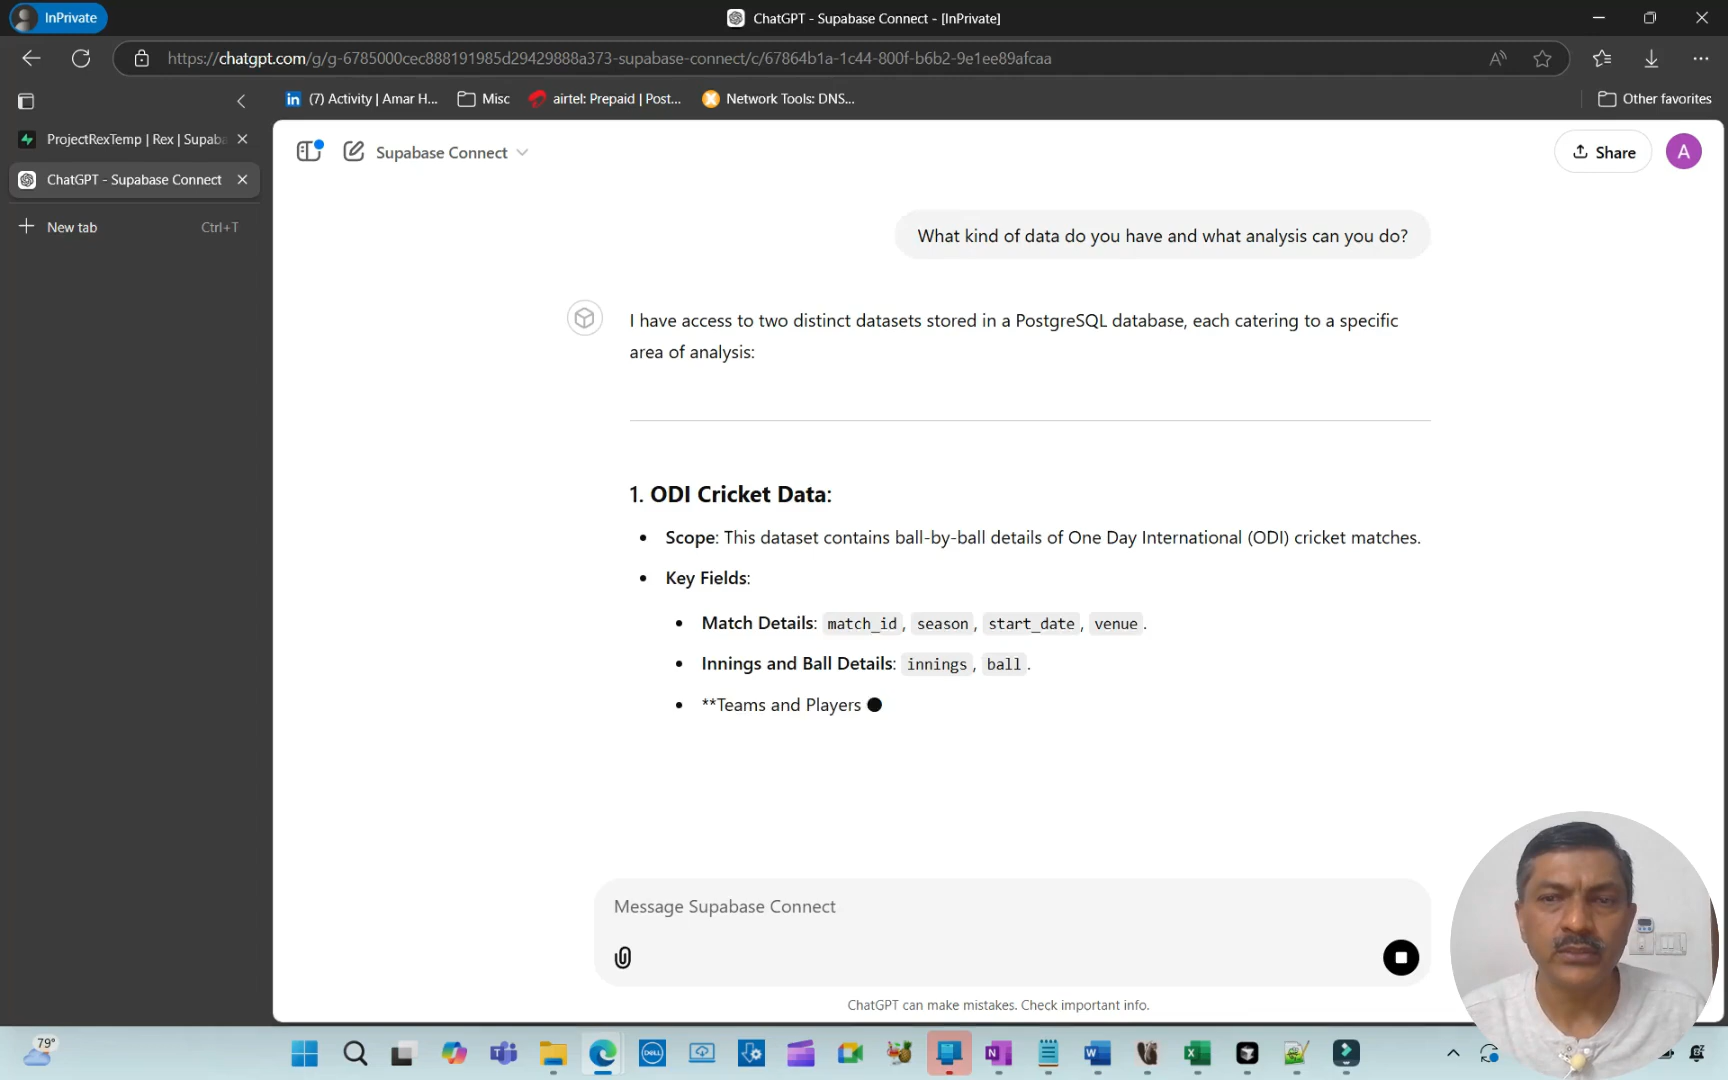 InPrivate
ChatGPT - Supabase Connect - [InPrivate]
https://chatgpt.com/g/g-6785000cec888191985d29429888a373-supabase-connect/c/67864b1a-1c44-800f-b6b2-9e1ee89afcaa
(7) Activity | Amar H...
Misc
airtel: Prepaid | Post...
Network Tools: DNS...
Other favorites
ProjectRexTemp | Rex | Supaba
ChatGPT - Supabase Connect
New tab
Ctrl+T
Supabase Connect
Share
A
What kind of data do you have and what analysis can you do?
I have access to two distinct datasets stored in a PostgreSQL database, each catering to a specific
area of analysis:
1. ODI Cricket Data:
Scope: This dataset contains ball-by-ball details of One Day International (ODI) cricket matches.
Key Fields:
Match Details: match_id, season, start_date, venue.
Innings and Ball Details: innings, ball.
**Teams and Players
Message Supabase Connect
ChatGPT can make mistakes. Check important info.
79°